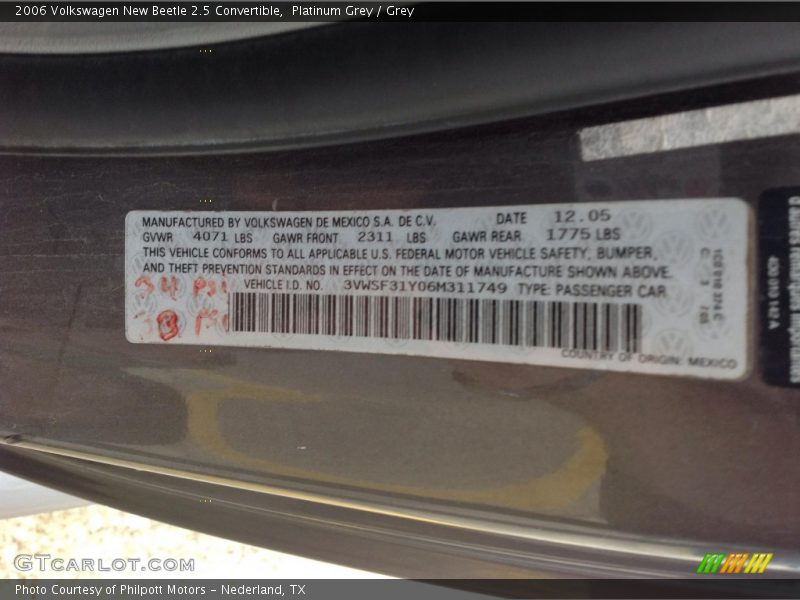 2006 Volkswagen New Beetle 2.5 Convertible, Platinum Grey / Grey
MANUFACTURED BY VOLKSWAGEN DE MEXICO S.A. DE C.V. DATE 12.05
GVWR 4071 LBS GAWR FRONT 2311 LBS GAWR REAR 1775 LBS
THIS VEHICLE CONFORMS TO ALL APPLICABLE U.S. FEDERAL MOTOR VEHICLE SAFETY, BUMPER,
AND THEFT PREVENTION STANDARDS IN EFFECT ON THE DATE OF MANUFACTURE SHOWN ABOVE.
VEHICLE I.D. NO. 3VWSF31Y06M311749 TYPE: PASSENGER CAR
34 PSI
COUNTRY OF ORIGIN: MEXICO
GTCARLOT.COM
Photo Courtesy of Philpott Motors - Nederland, TX